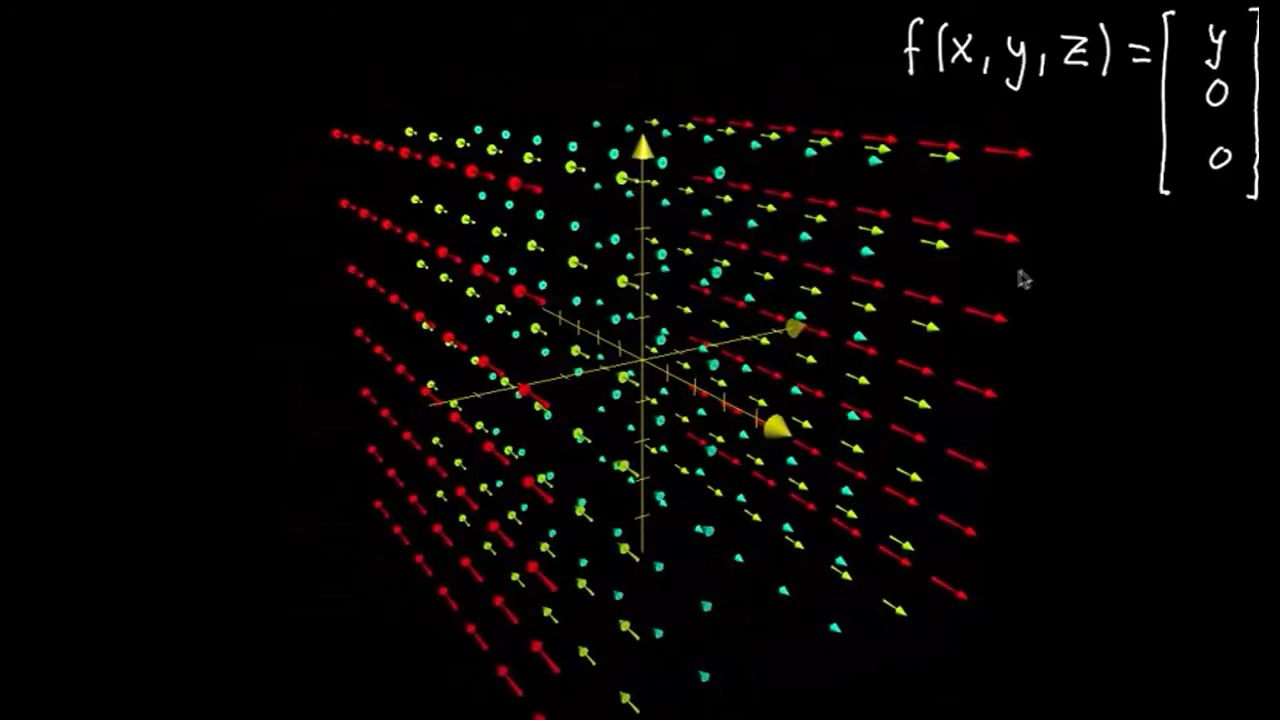 f(x, y, z) = [ y
0
0 ]